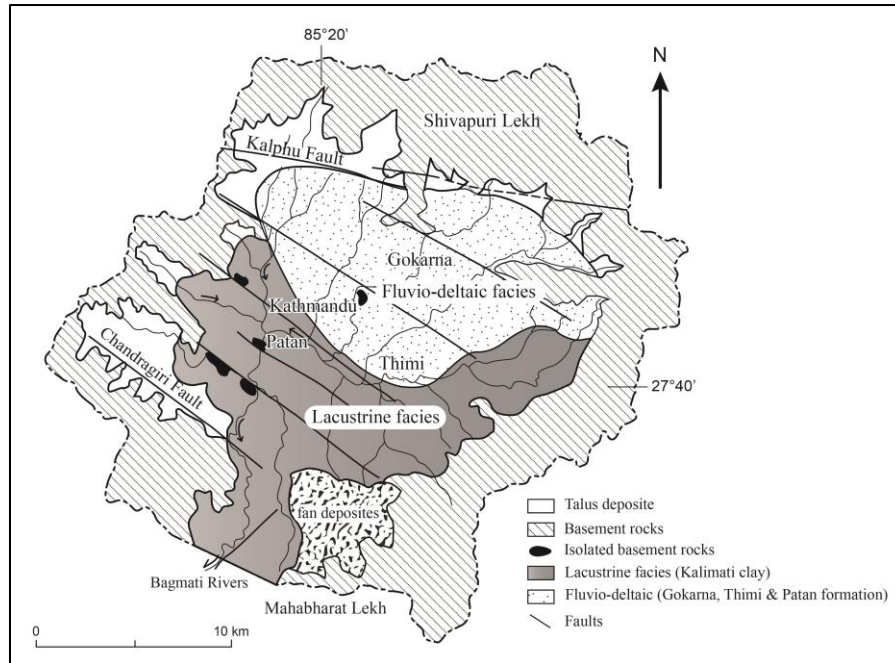 85°20'
N
Shivapuri Lekh
Kalphu Fault
Gokarna
Fluvio-deltaic facies
Kathmandu
Patan
Thimi
Chandragiri Fault
27°40'
Lacustrine facies
fan deposites
Bagmati Rivers
Mahabharat Lekh
0 10 km
Talus deposite
Basement rocks
Isolated basement rocks
Lacustrine facies (Kalimati clay)
Fluvio-deltaic (Gokarna, Thimi & Patan formation)
Faults